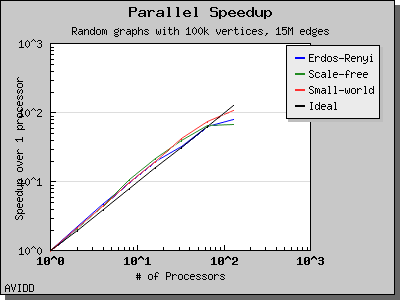 Parallel Speedup
Random graphs with 100k vertices, 15M edges
Erdos-Renyi
Scale-free
Small-world
Ideal
Speedup over 1 processor
10^3
10^2
10^1
10^0
10^0 10^1 10^2 10^3
# of Processors
AVIDD